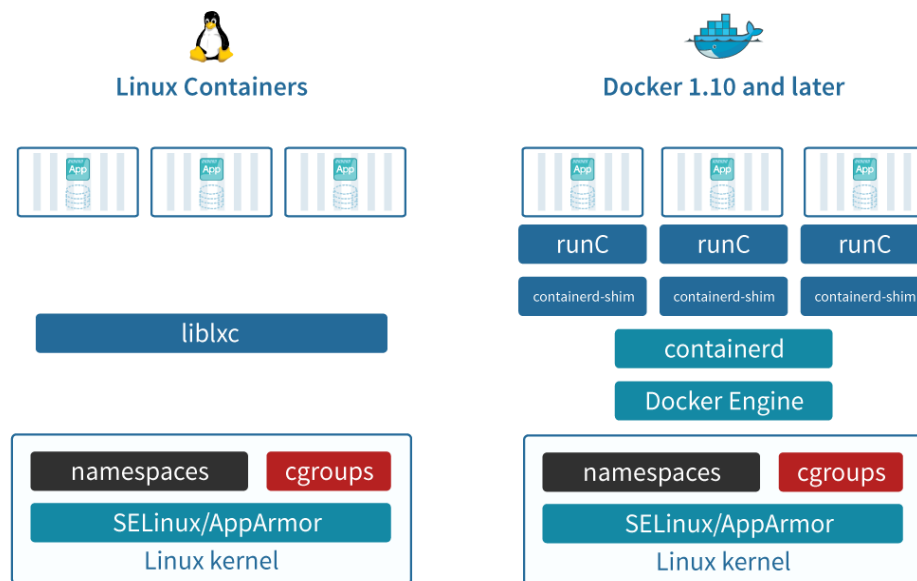 Linux Containers
App
App
App
liblxc
namespaces
cgroups
SELinux/AppArmor
Linux kernel
Docker 1.10 and later
App
App
App
runC
runC
runC
containerd-shim
containerd-shim
containerd-shim
containerd
Docker Engine
namespaces
cgroups
SELinux/AppArmor
Linux kernel